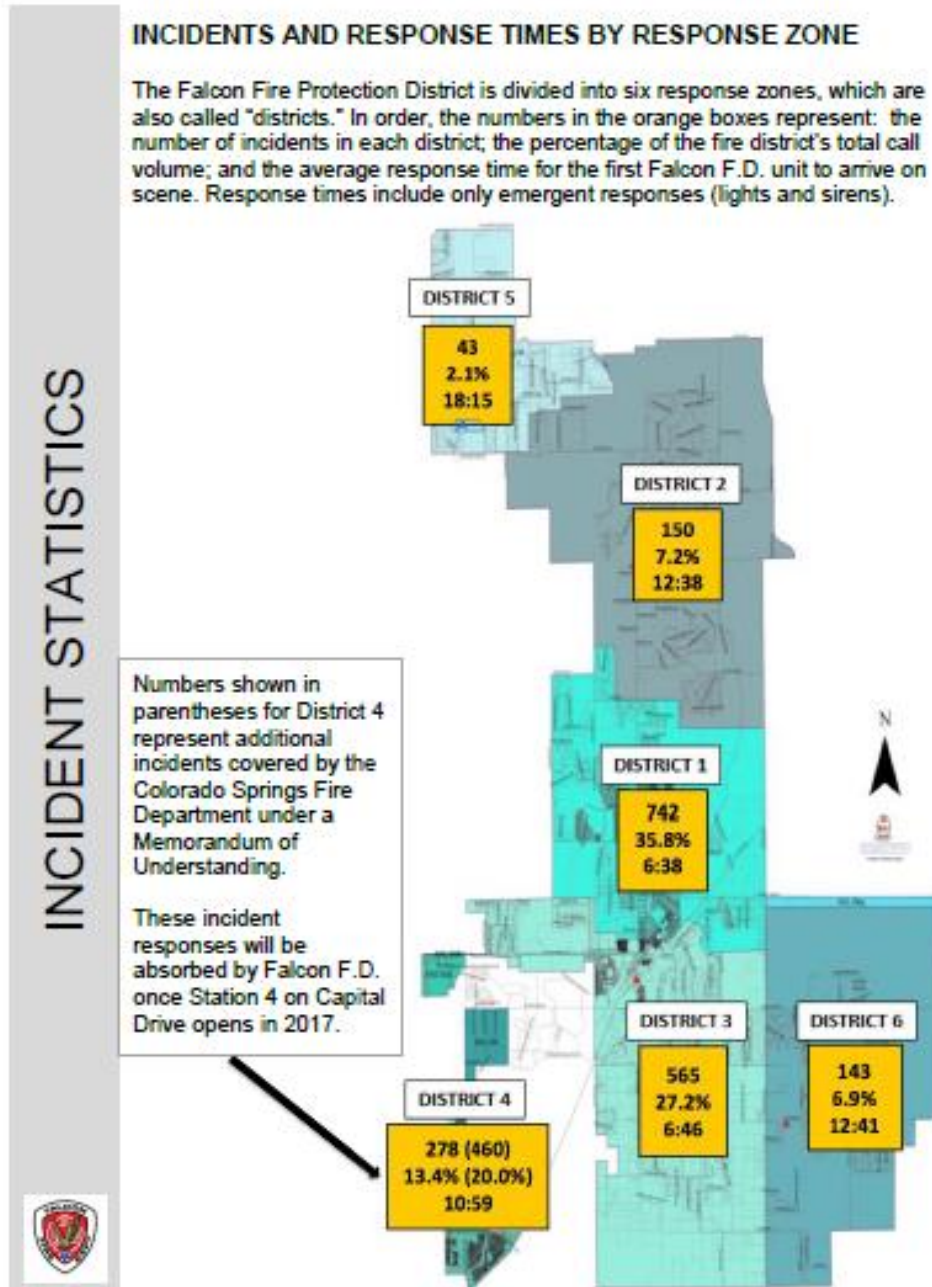 INCIDENTS AND RESPONSE TIMES BY RESPONSE ZONE
The Falcon Fire Protection District is divided into six response zones, which are
also called "districts." In order, the numbers in the orange boxes represent: the
number of incidents in each district; the percentage of the fire district's total call
volume; and the average response time for the first Falcon F.D. unit to arrive on
scene. Response times include only emergent responses (lights and sirens).
INCIDENT STATISTICS
DISTRICT 5
43
2.1%
18:15
DISTRICT 2
150
7.2%
12:38
Numbers shown in
parentheses for District 4
represent additional
incidents covered by the
Colorado Springs Fire
Department under a
Memorandum of
Understanding.
These incident
responses will be
absorbed by Falcon F.D.
once Station 4 on Capital
Drive opens in 2017.
N
DISTRICT 1
742
35.8%
6:38
DISTRICT 3
565
27.2%
6:46
DISTRICT 6
143
6.9%
12:41
DISTRICT 4
278 (460)
13.4% (20.0%)
10:59
FALCON